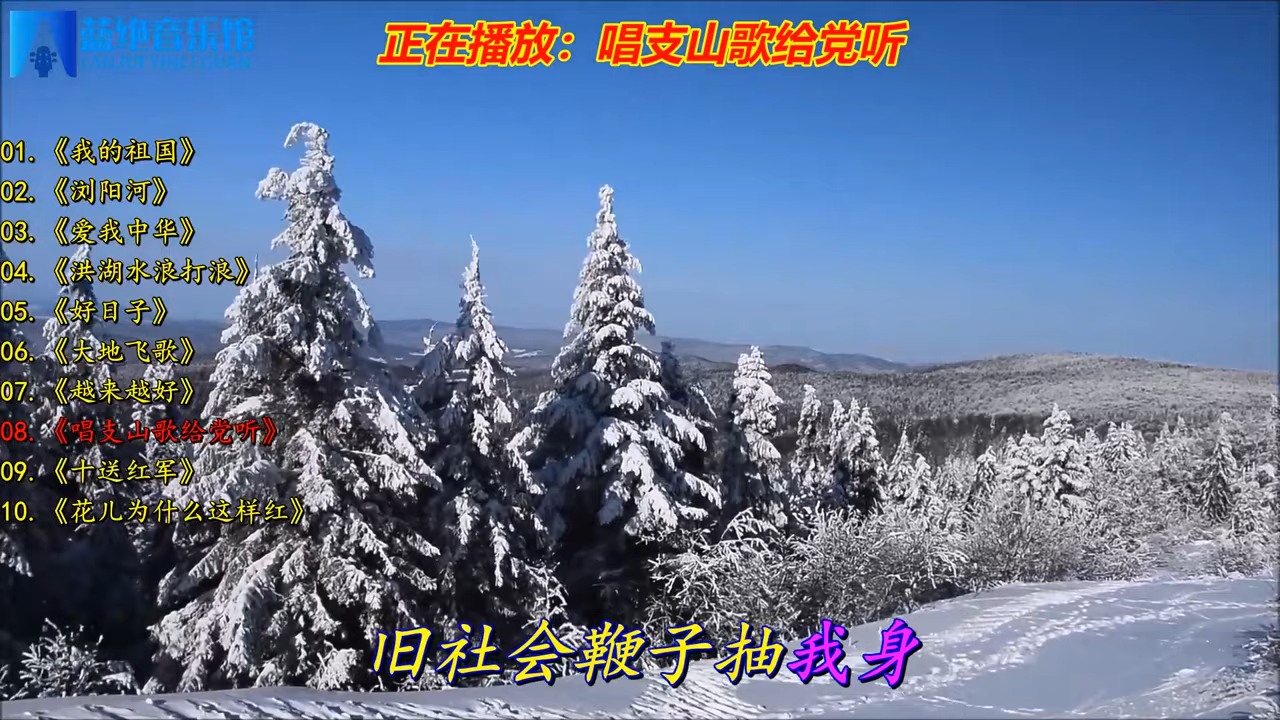 蓝绝音乐馆
LANJUEYINYUEGUAN
正在播放：唱支山歌给党听
01.《我的祖国》
02.《浏阳河》
03.《爱我中华》
04.《洪湖水浪打浪》
05.《好日子》
06.《大地飞歌》
07.《越来越好》
08.《唱支山歌给党听》
09.《十送红军》
10.《花儿为什么这样红》
旧社会鞭子抽我身